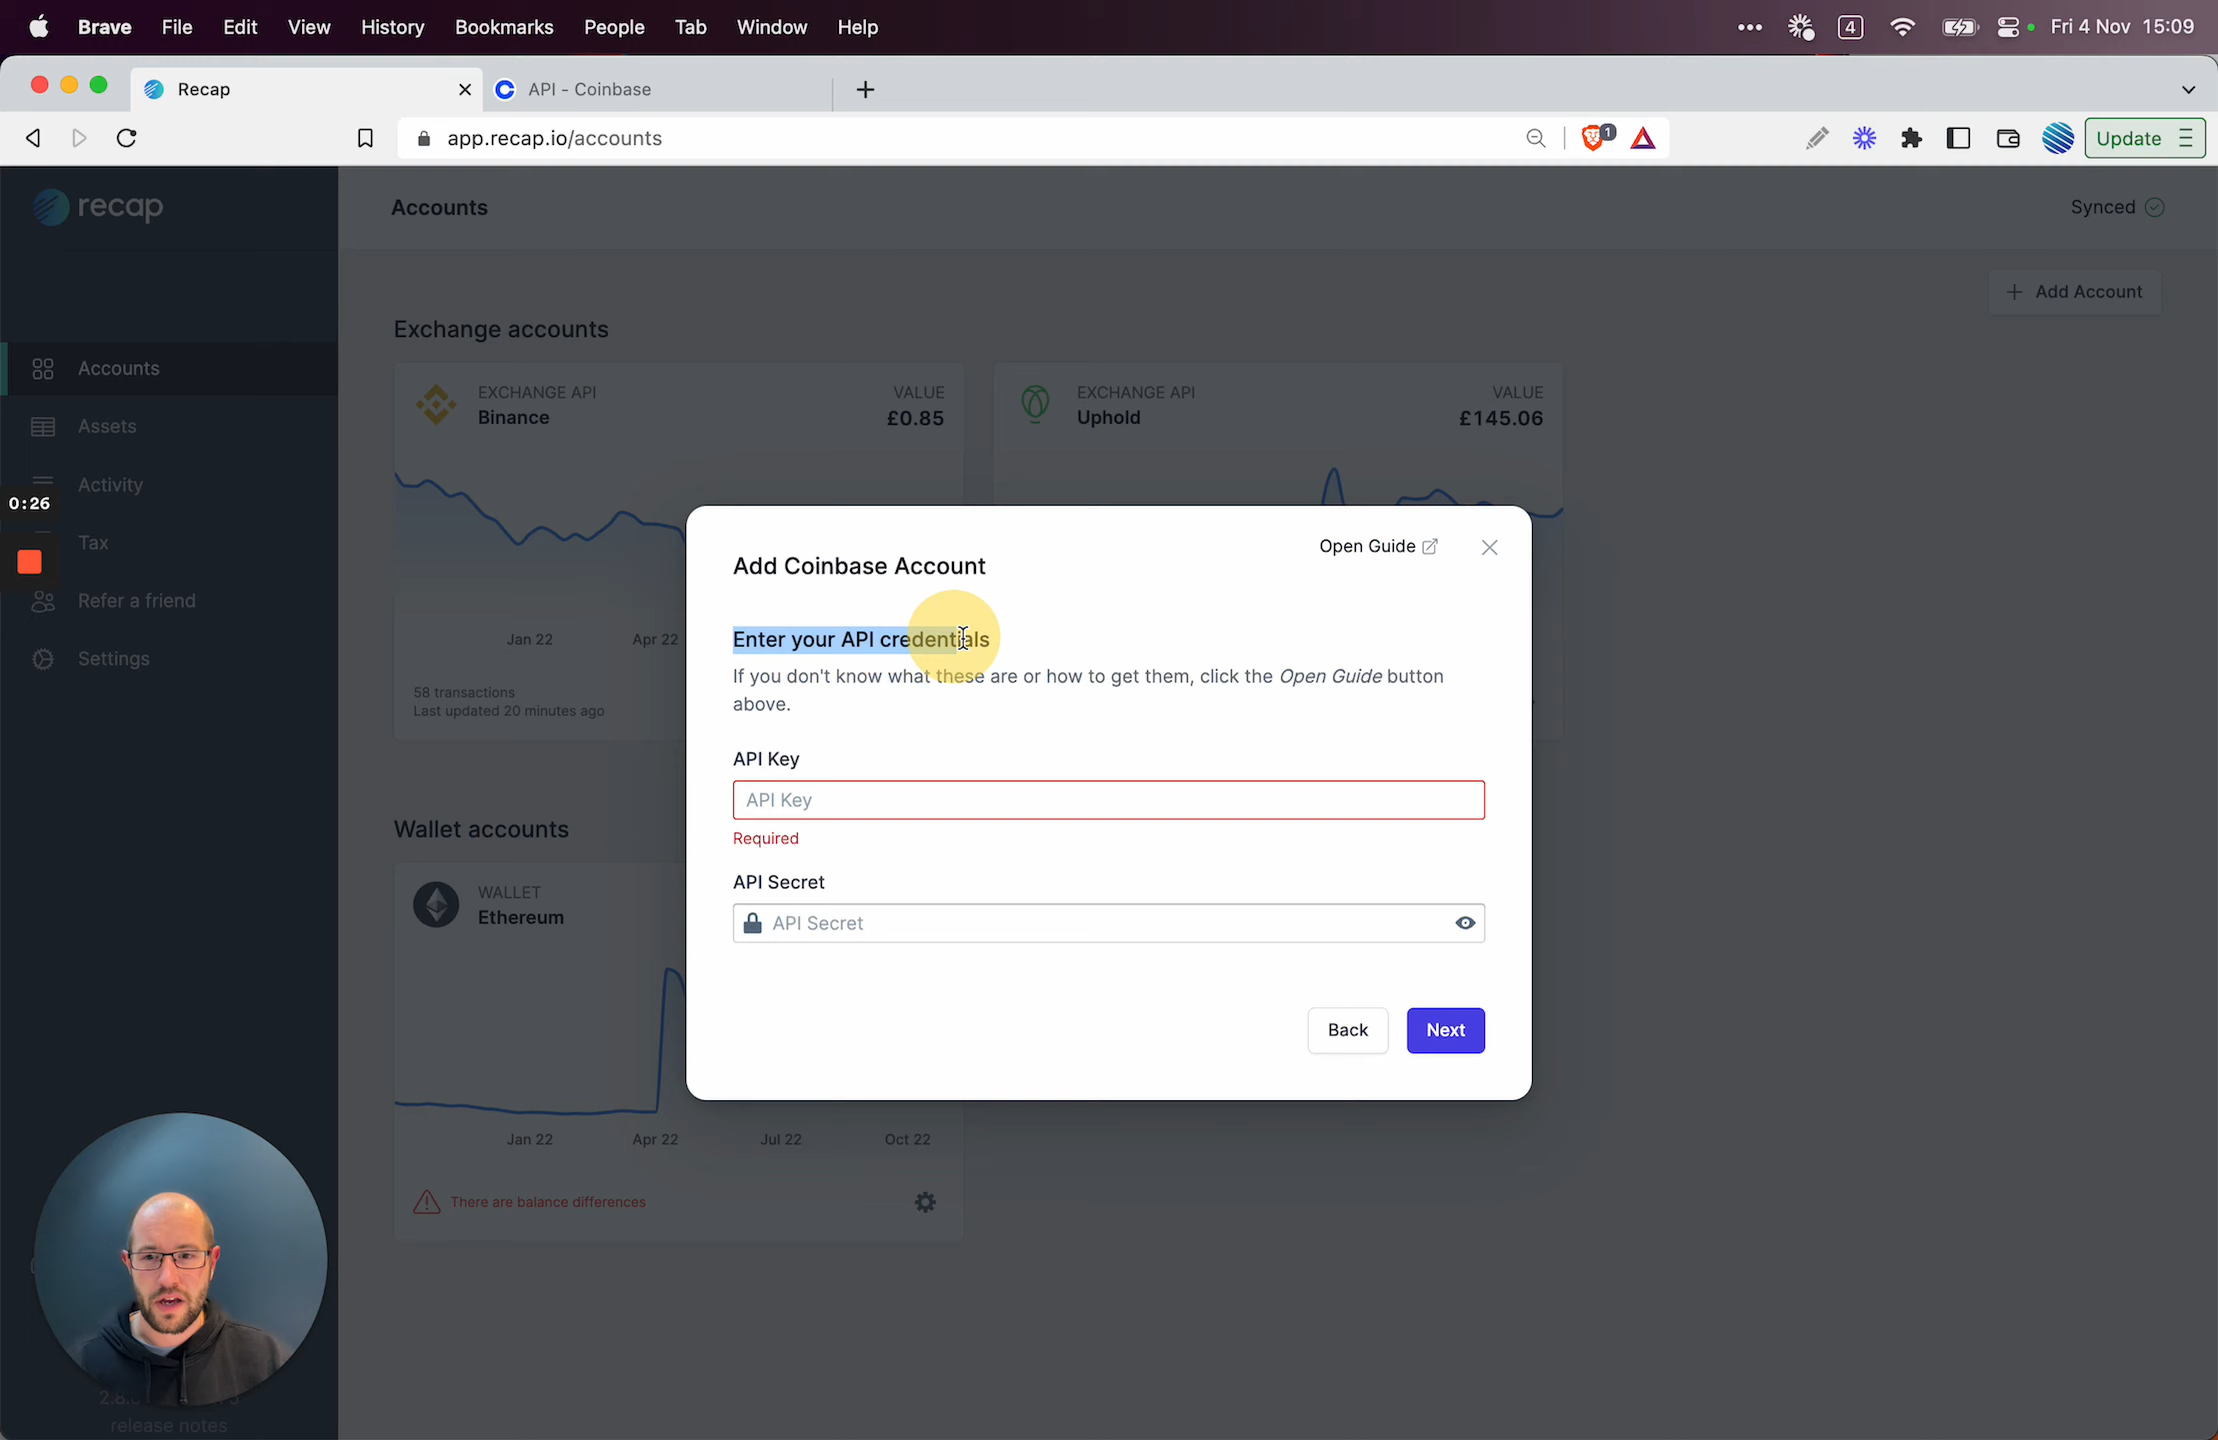 Brave File Edit View History Bookmarks People Tab Window Help
4 Fri 4 Nov 15:09
Recap
API - Coinbase
app.recap.io/accounts
1
Update
recap
Accounts
Synced
Add Account
Accounts
Assets
Activity
0:26
Tax
Refer a friend
Settings
Exchange accounts
EXCHANGE API
Binance
VALUE
£0.85
EXCHANGE API
Uphold
VALUE
£145.06
Jan 22
Apr 22
58 transactions
Last updated 20 minutes ago
Add Coinbase Account
Open Guide
Enter your API credentials
If you don't know what these are or how to get them, click the Open Guide button
above.
API Key
API Key
Required
API Secret
API Secret
Back
Next
Wallet accounts
WALLET
Ethereum
Jan 22
Apr 22
Jul 22
Oct 22
There are balance differences
release notes